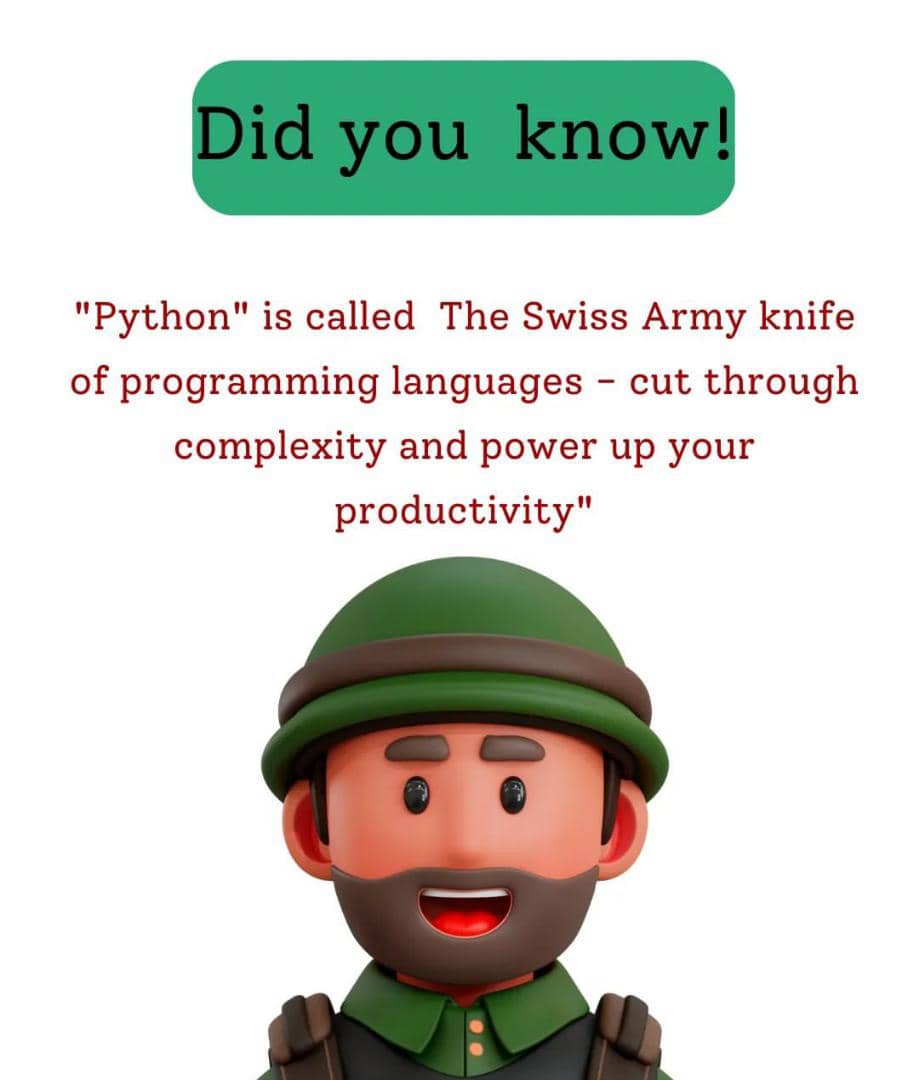 Did you  know!
"Python" is called  The Swiss Army knife
of programming languages - cut through
complexity and power up your
productivity"